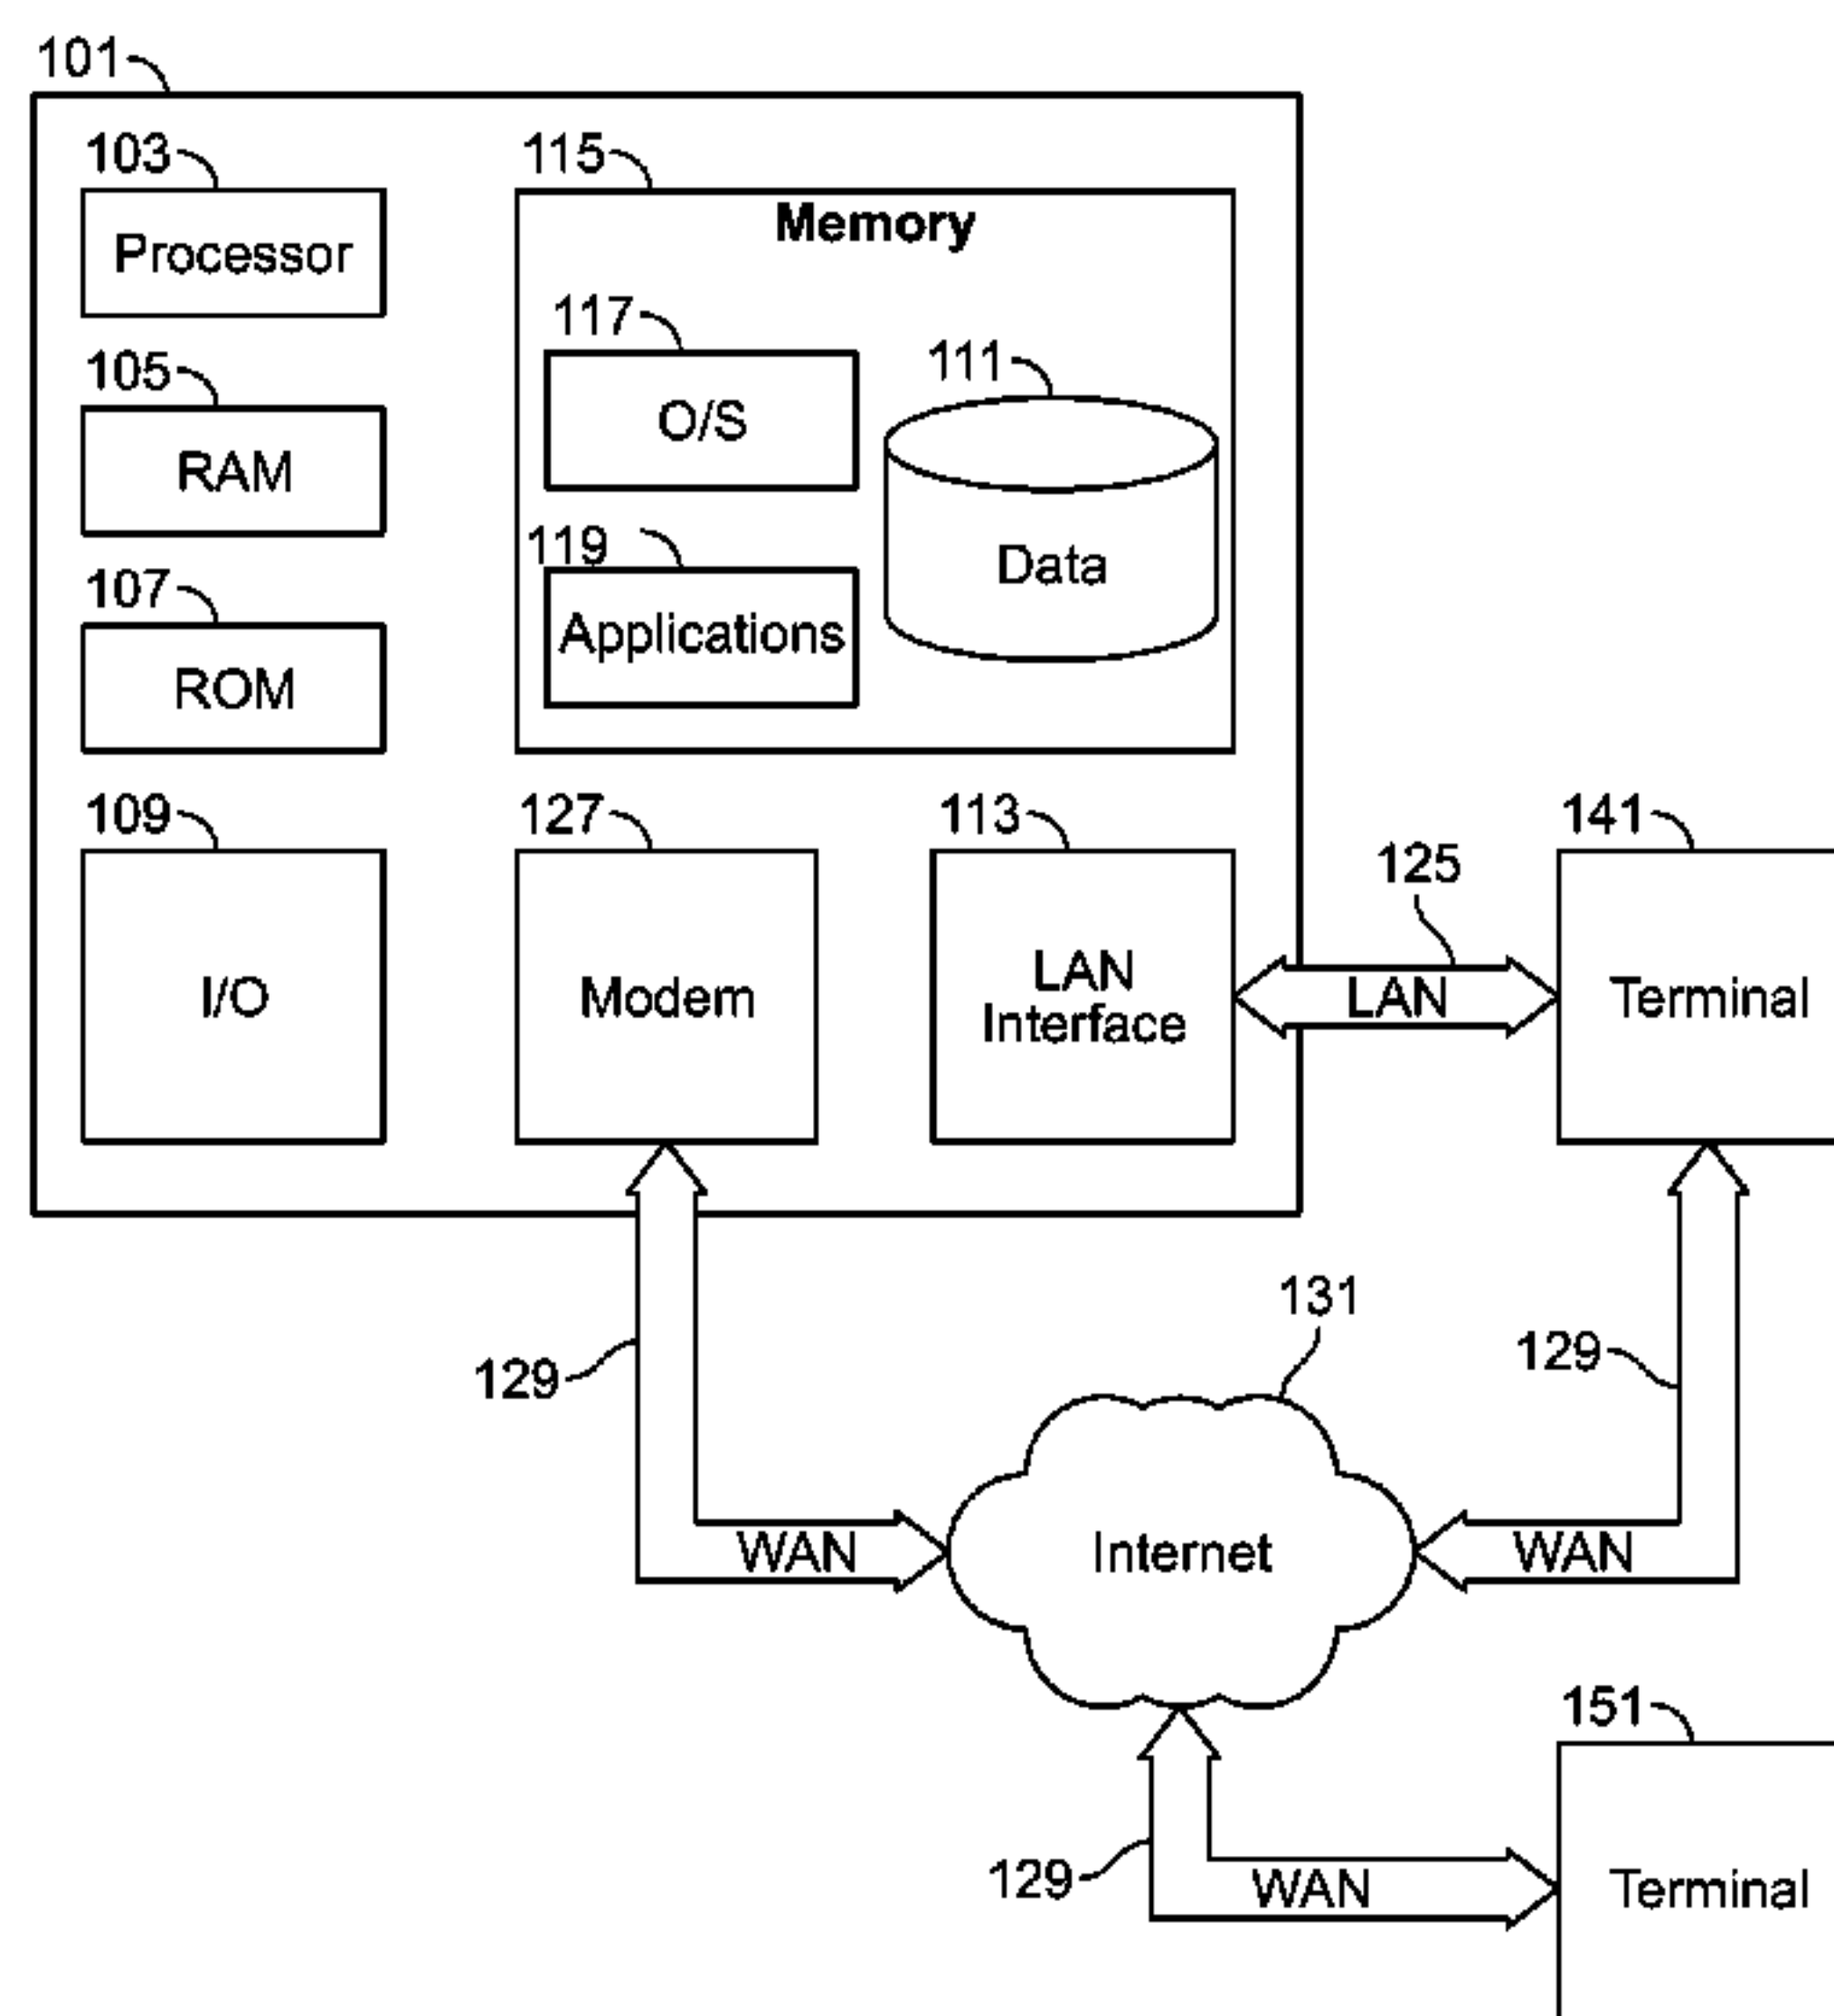 101
103
Processor
105
RAM
107
ROM
109
I/O
115
Memory
117
O/S
119
Applications
111
Data
127
Modem
113
LAN
Interface
125
LAN
141
Terminal
129
WAN
131
Internet
129
WAN
129
WAN
151
Terminal